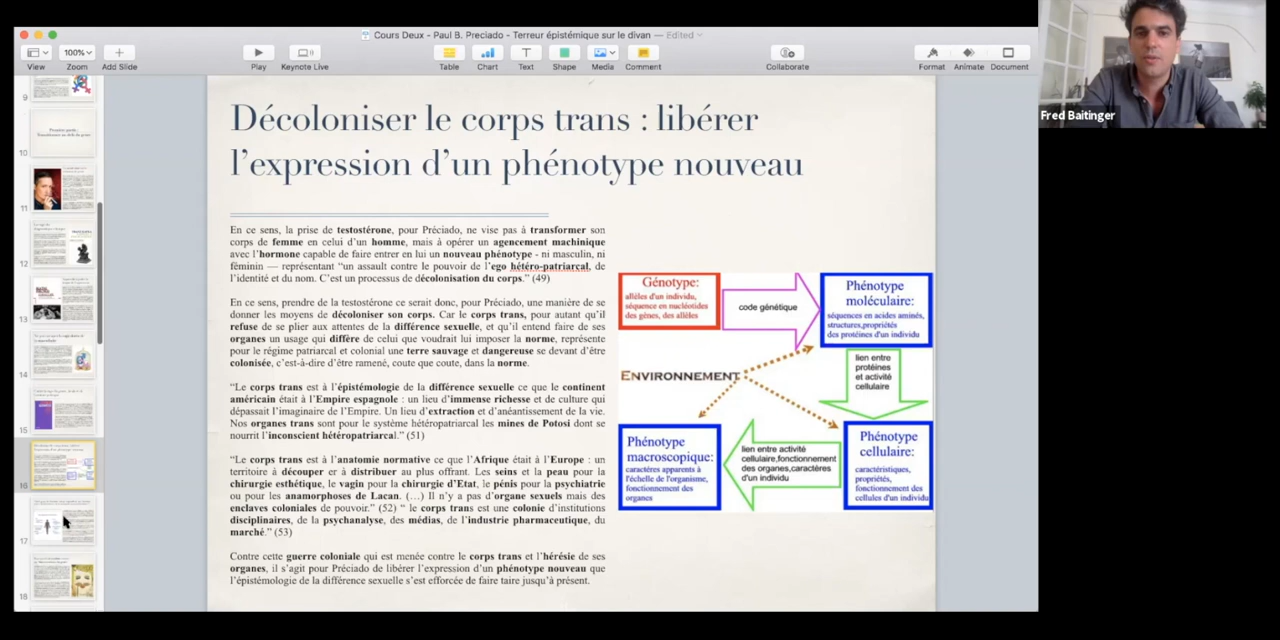 Cours Deux - Paul B. Preciado - Terreur épistémique sur le divan — Edited
View
100%
Zoom
Add Slide
Play
Keynote Live
Table
Chart
Text
Shape
Media
Comment
Collaborate
Format
Animate
Document
Fred Baitinger
9
10
11
12
13
14
15
16
17
18
Décoloniser le corps trans : libérer
l’expression d’un phénotype nouveau
En ce sens, la prise de testostérone, pour Préciado, ne vise pas à transformer son
corps de femme en celui d’un homme, mais à opérer un agencement machinique
avec l’hormone capable de faire entrer en lui un nouveau phénotype - ni masculin, ni
féminin — représentant “un assault contre le pouvoir de l’ego hétéro-patriarcal, de
l’identité et du nom. C’est un processus de décolonisation du corps.” (49)
En ce sens, prendre de la testostérone ce serait donc, pour Préciado, une manière de se
donner les moyens de décoloniser son corps. Car le corps trans, pour autant qu’il
refuse de se plier aux attentes de la différence sexuelle, et qu’il entend faire de ses
organes un usage qui diffère de celui que voudrait lui imposer la norme, représente
pour le régime patriarcal et colonial une terre sauvage et dangereuse se devant d’être
colonisée, c’est-à-dire d’être ramené, coute que coute, dans la norme.
“Le corps trans est à l’épistémologie de la différence sexuelle ce que le continent
américain était à l’Empire espagnole : un lieu d’immense richesse et de culture qui
dépassait l’imaginaire de l’Empire. Un lieu d’extraction et d’anéantissement de la vie.
Nos organes trans sont pour le système hétéropatriarcal les mines de Potosi dont se
nourrit l’inconscient hétéropatriarcal.” (51)
“Le corps trans est à l’anatomie normative ce que l’Afrique était à l’Europe : un
territoire à découper er à distribuer au plus offrant. Les seins et la peau pour la
chirurgie esthétique, le vagin pour la chirurgie d’Etat, le pénis pour la psychiatrie
ou pour les anamorphoses de Lacan. (…) Il n’y a pas d’organe sexuels mais des
enclaves coloniales de pouvoir.” (52) “ le corps trans est une colonie d’institutions
disciplinaires, de la psychanalyse, des médias, de l’industrie pharmaceutique, du
marché.” (53)
Contre cette guerre coloniale qui est menée contre le corps trans et l’hérésie de ses
organes, il s’agit pour Préciado de libérer l’expression d’un phénotype nouveau que
l’épistémologie de la différence sexuelle s’est efforcée de faire taire jusqu’à présent.
Génotype:
allèles d'un individu,
séquence en nucléotides
des gènes, des allèles
code génétique
Phénotype
moléculaire:
séquences en acides aminés,
structures,propriétés
des protéines d'un individu
lien entre
protéines
et activité
cellulaire
ENVIRONNEMENT
Phénotype
macroscopique:
caractères apparents à
l'échelle de l'organisme,
fonctionnement des
organes
lien entre activité
cellulaire,fonctionnement
des organes,caractères
d'un individu
Phénotype
cellulaire:
caractéristiques,
propriétés,
fonctionnement des
cellules d'un individu